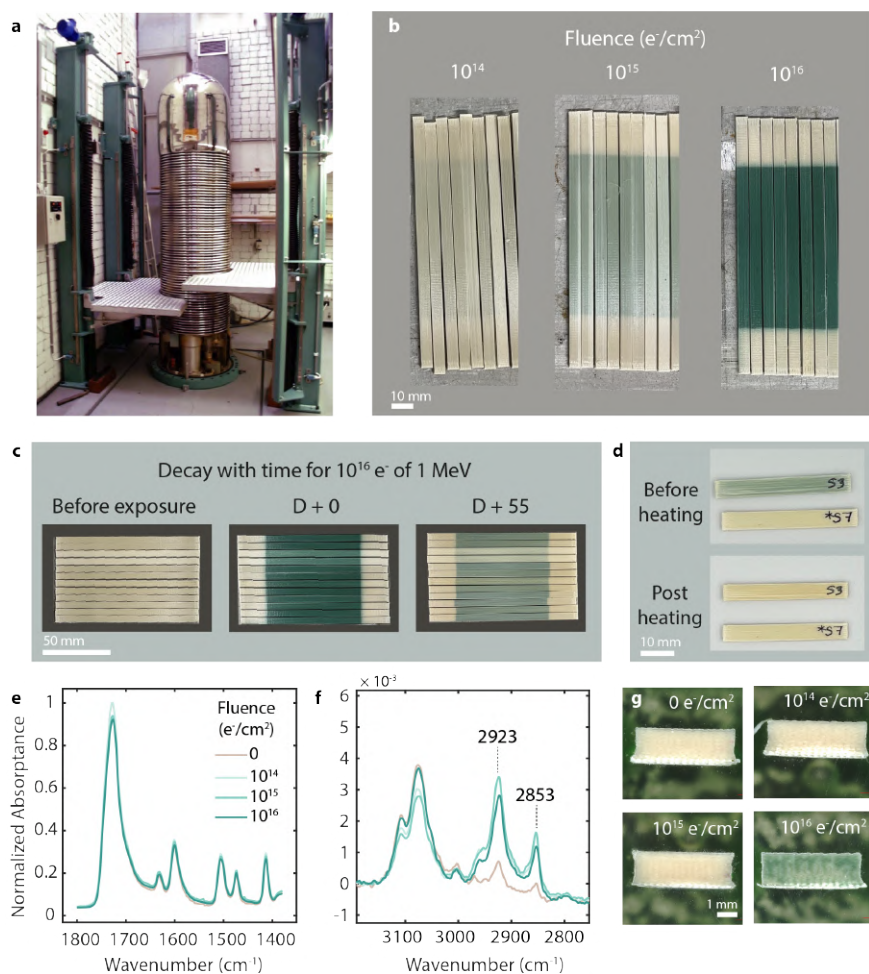 a
b
Fluence (e⁻/cm²)
10¹⁴ 10¹⁵ 10¹⁶
10 mm
c
Decay with time for 10¹⁶ e⁻ of 1 MeV
Before exposure D + 0 D + 55
50 mm
d
Before heating
S3
*S7
Post heating
S3
*S7
10 mm
e
Normalized Absorptance
1
0.8
0.6
0.4
0.2
0
1800 1700 1600 1500 1400
Wavenumber (cm⁻¹)
Fluence
(e⁻/cm²)
0
10¹⁴
10¹⁵
10¹⁶
f
× 10⁻³
6
5
4
3
2
1
0
-1
2923
2853
3100 3000 2900 2800
Wavenumber (cm⁻¹)
g
0 e⁻/cm² 10¹⁴ e⁻/cm²
10¹⁵ e⁻/cm² 10¹⁶ e⁻/cm²
1 mm